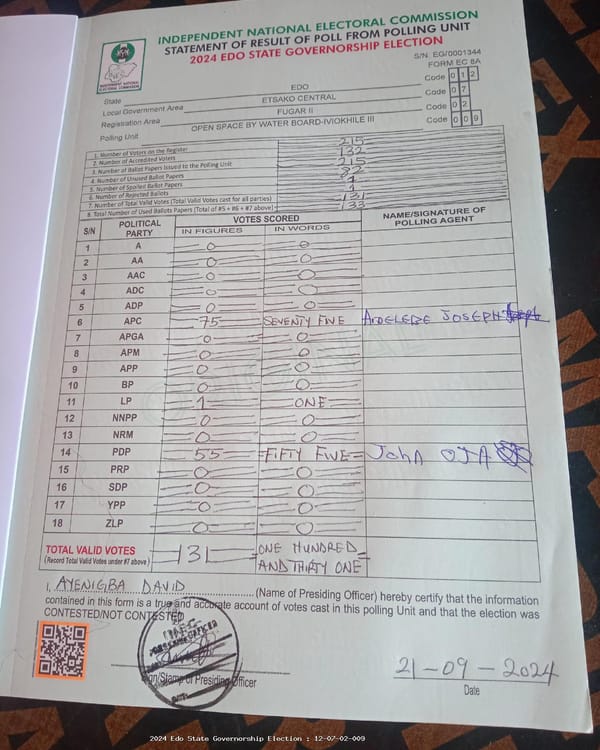 INDEPENDENT NATIONAL ELECTORAL COMMISSION
STATEMENT OF RESULT OF POLL FROM POLLING UNIT
2024 EDO STATE GOVERNORSHIP ELECTION
S/N: EG/0001344
FORM EC 8A
INDEPENDENT NATIONAL ELECTORAL COMMISSION
State EDO Code 012
Local Government Area ETSAKO CENTRAL Code 07
Registration Area FUGAR II Code 02
Polling Unit OPEN SPACE BY WATER BOARD-IVIOKHILE III Code 009
1. Number of Voters on the Register 215
2. Number of Accredited Voters 132
3. Number of Ballot Papers Issued to the Polling Unit 215
4. Number of Unused Ballot Papers 82
5. Number of Spoiled Ballot Papers 1
6. Number of Rejected Ballots 1
7. Number of Total Valid Votes (Total Valid Votes cast for all parties) 131
8. Total Number of Used Ballots Papers (Total of #5 + #6 + #7 above) 133
S/N POLITICAL PARTY VOTES SCORED NAME/SIGNATURE OF POLLING AGENT
IN FIGURES IN WORDS
1 A 0 0
2 AA 0 0
3 AAC 0 0
4 ADC 0 0
5 ADP 0 0
6 APC 75 SEVENTY FIVE ADELEBE JOSEPH
7 APGA 0 0
8 APM 0 0
9 APP 0 0
10 BP 0 0
11 LP 1 ONE
12 NNPP 0 0
13 NRM 0 0
14 PDP 55 FIFTY FIVE JohN OJA
15 PRP 0 0
16 SDP 0 0
17 YPP 0 0
18 ZLP 0 0
TOTAL VALID VOTES 131 ONE HUNDRED
(Record Total Valid Votes under #7 above) AND THIRTY ONE
I, AYENIGBA DAVID (Name of Presiding Officer) hereby certify that the information
contained in this form is a true and accurate account of votes cast in this polling Unit and that the election was
CONTESTED/NOT CONTESTED
INEC
PRESIDING OFFICER
Sign/Stamp of Presiding Officer
21-09-2024
Date
2024 Edo State Governorship Election : 12-07-02-009